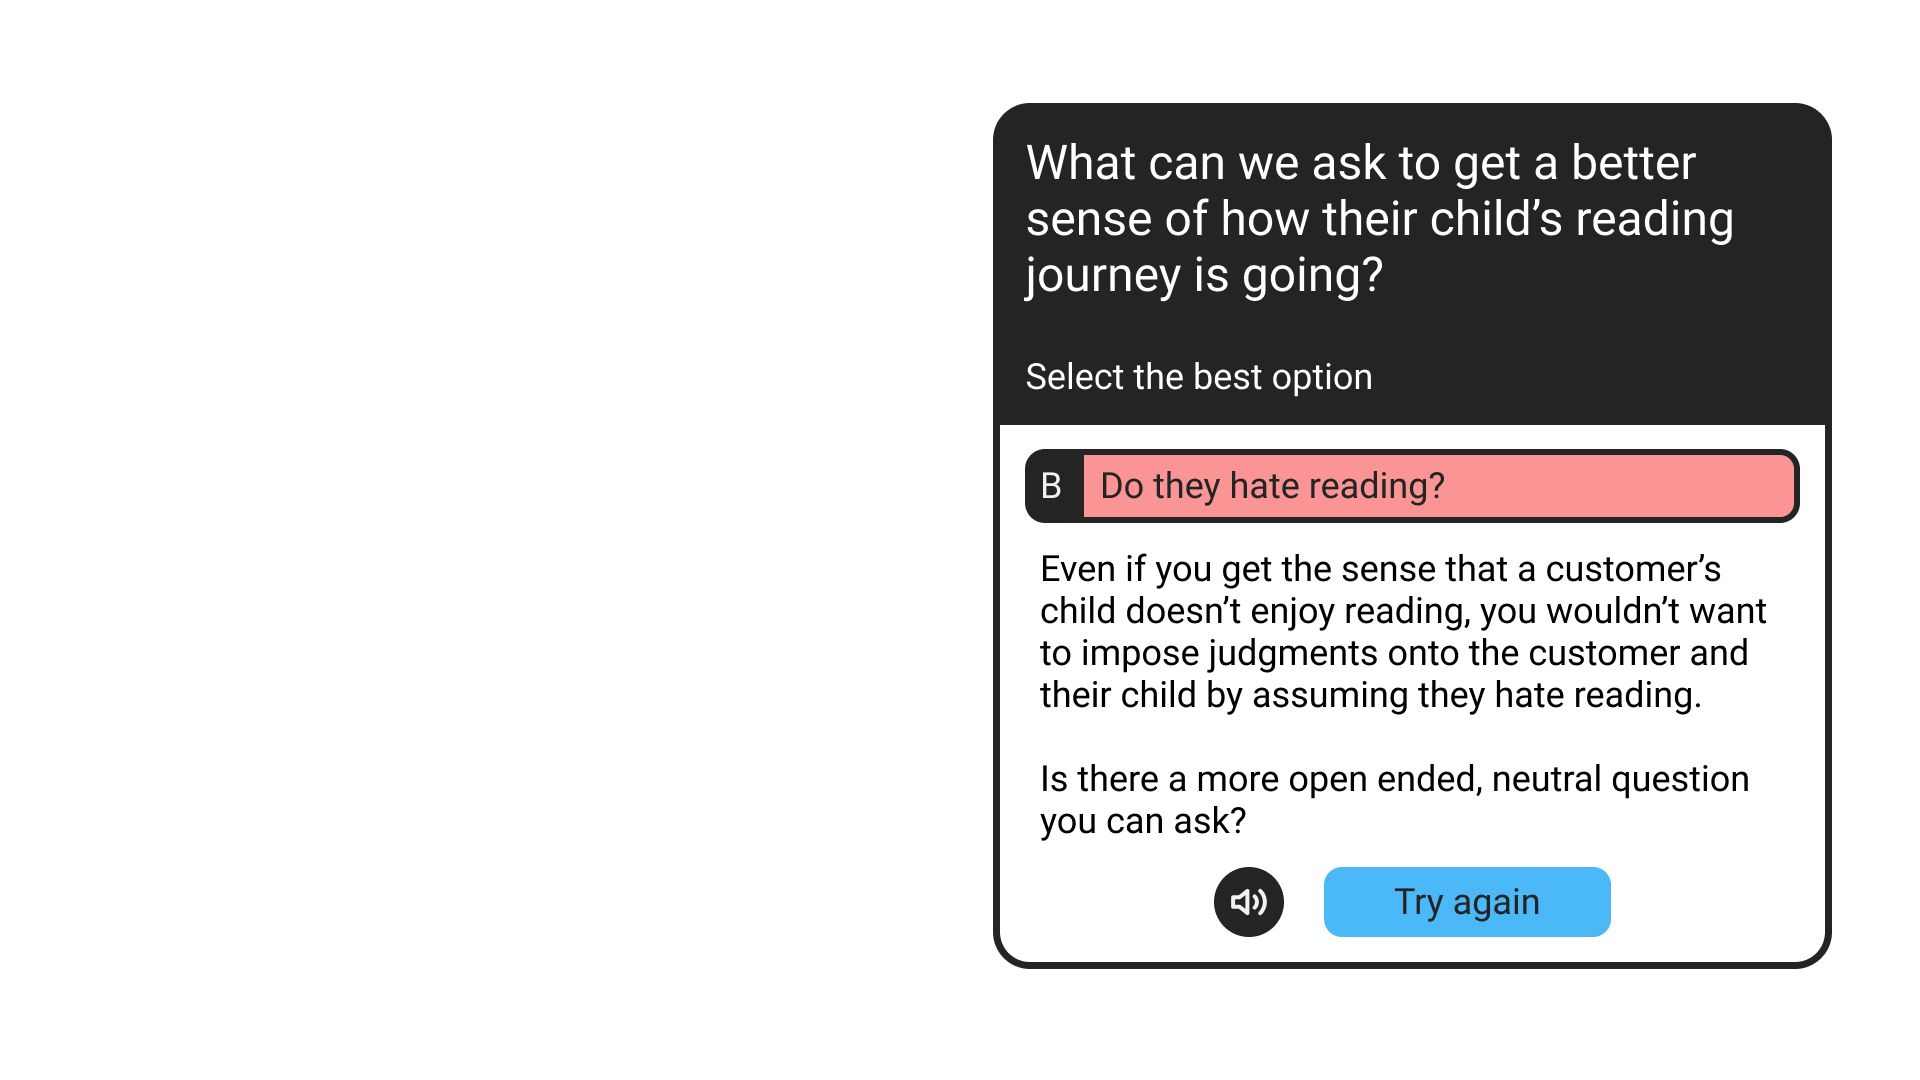 What can we ask to get a better
sense of how their child’s reading
journey is going?
Select the best option
B Do they hate reading?
Even if you get the sense that a customer’s
child doesn’t enjoy reading, you wouldn’t want
to impose judgments onto the customer and
their child by assuming they hate reading.
Is there a more open ended, neutral question
you can ask?
Try again